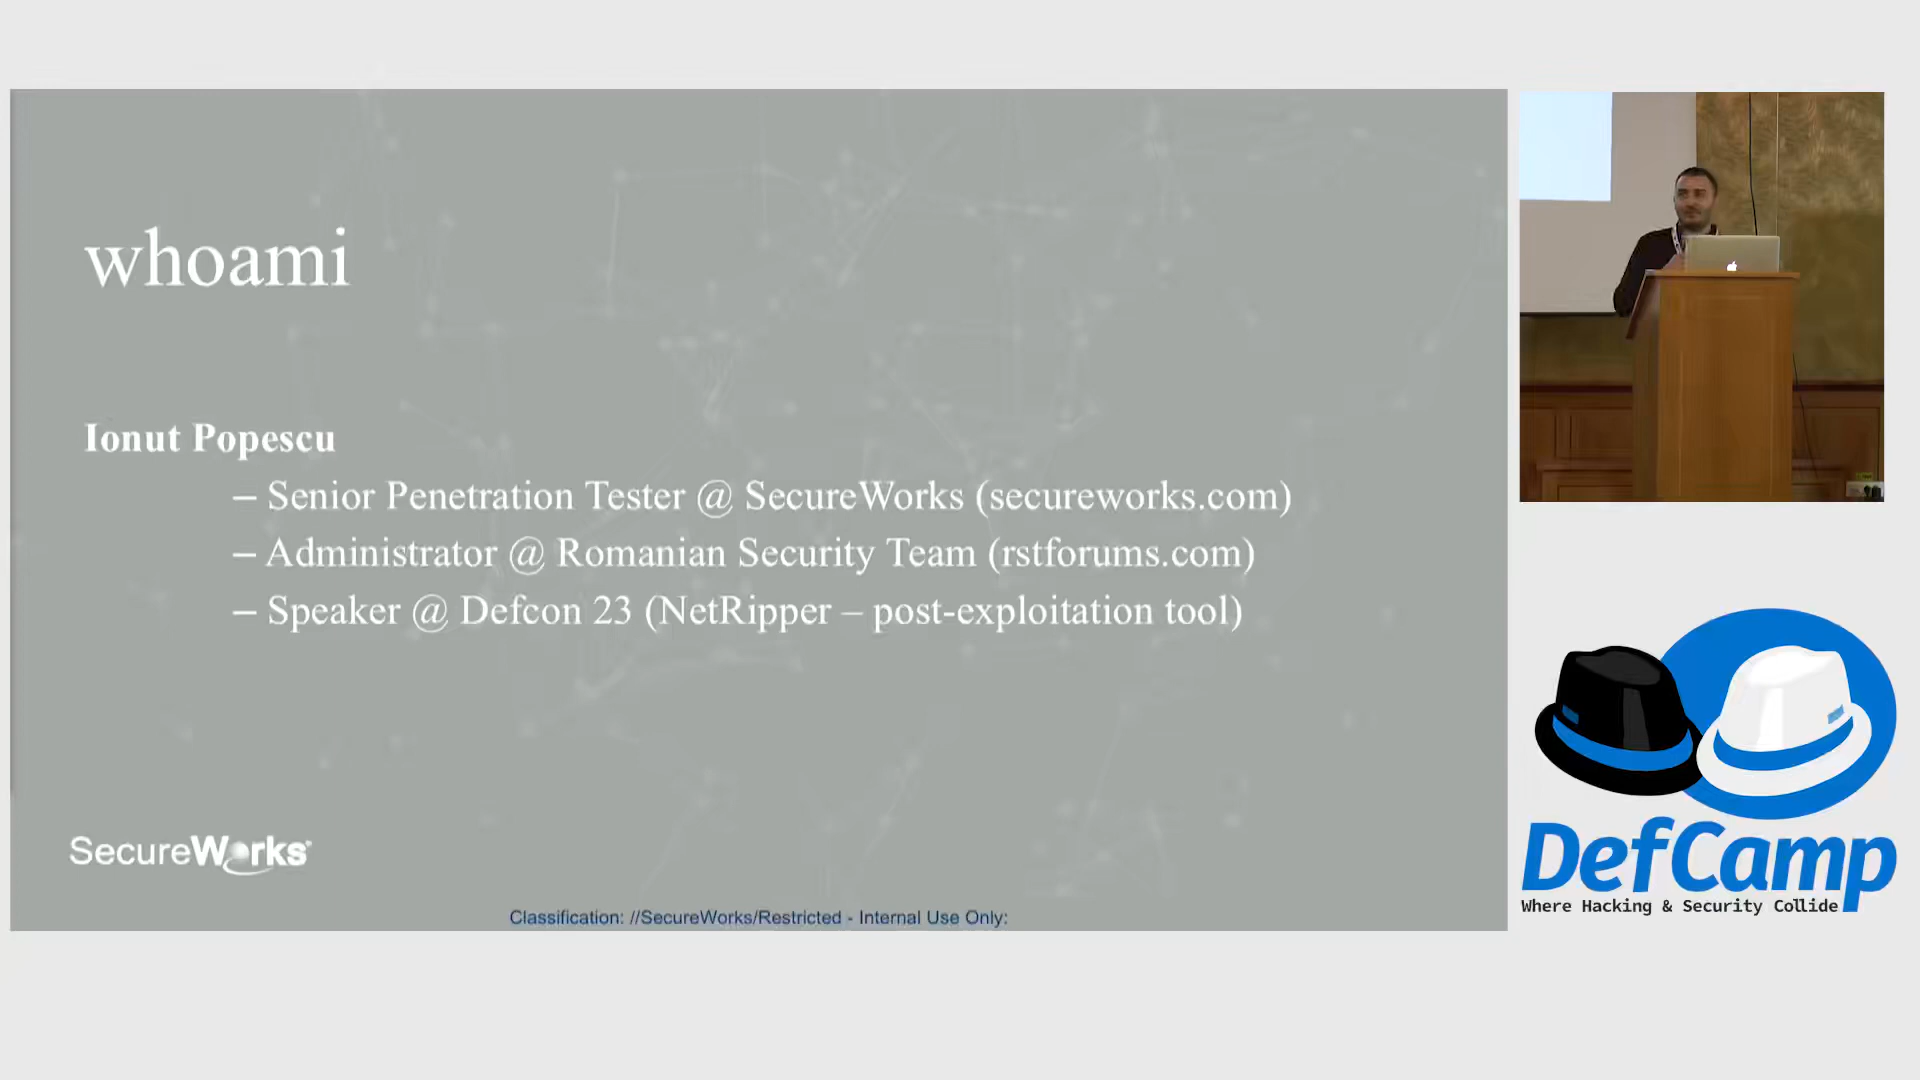 whoami
Ionut Popescu
– Senior Penetration Tester @ SecureWorks (secureworks.com)
– Administrator @ Romanian Security Team (rstforums.com)
– Speaker @ Defcon 23 (NetRipper – post-exploitation tool)
SecureWorks
Classification: //SecureWorks/Restricted - Internal Use Only:
DefCamp
Where Hacking & Security Collide